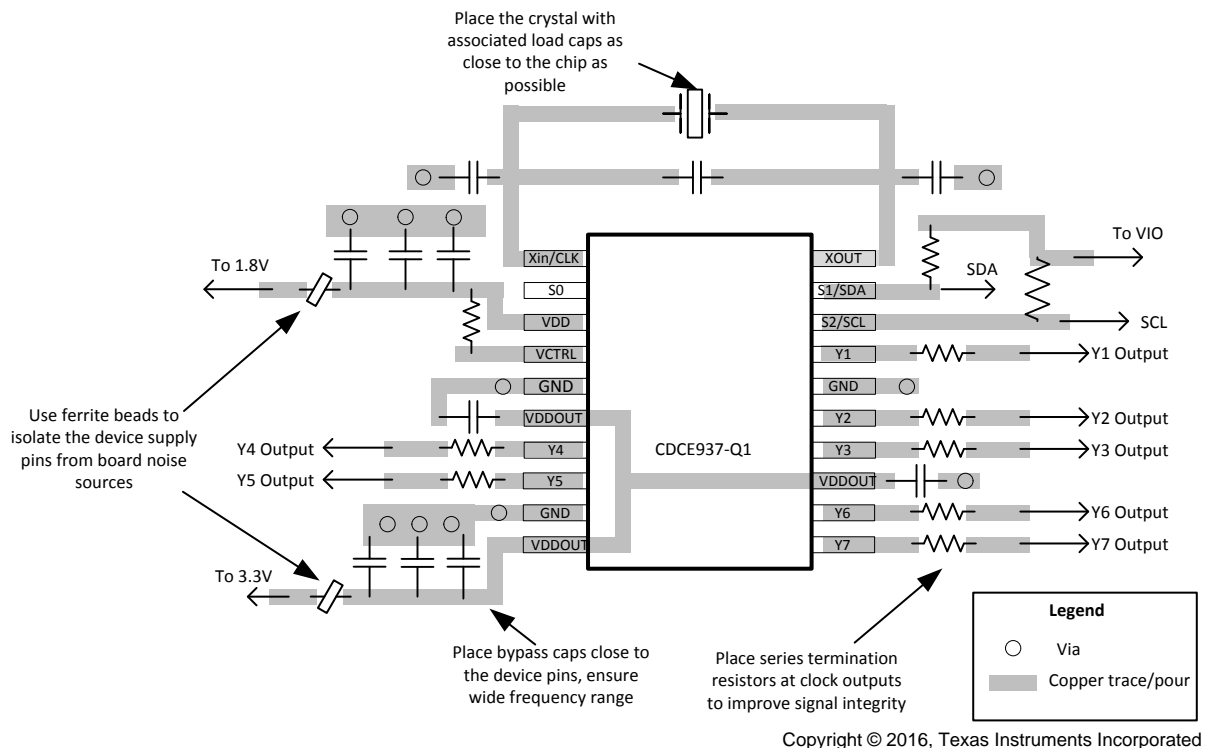 Place the crystal with
associated load caps as
close to the chip as
possible
To 1.8V
Xin/CLK
S0
VDD
VCTRL
GND
VDDOUT
Y4
Y5
GND
VDDOUT
CDCE937-Q1
XOUT
S1/SDA
S2/SCL
Y1
GND
Y2
Y3
VDDOUT
Y6
Y7
To VIO
SDA
SCL
Y1 Output
Y2 Output
Y3 Output
Y6 Output
Y7 Output
Use ferrite beads to
isolate the device supply
pins from board noise
sources
Y4 Output
Y5 Output
To 3.3V
Place bypass caps close to
the device pins, ensure
wide frequency range
Place series termination
resistors at clock outputs
to improve signal integrity
Legend
Via
Copper trace/pour
Copyright © 2016, Texas Instruments Incorporated